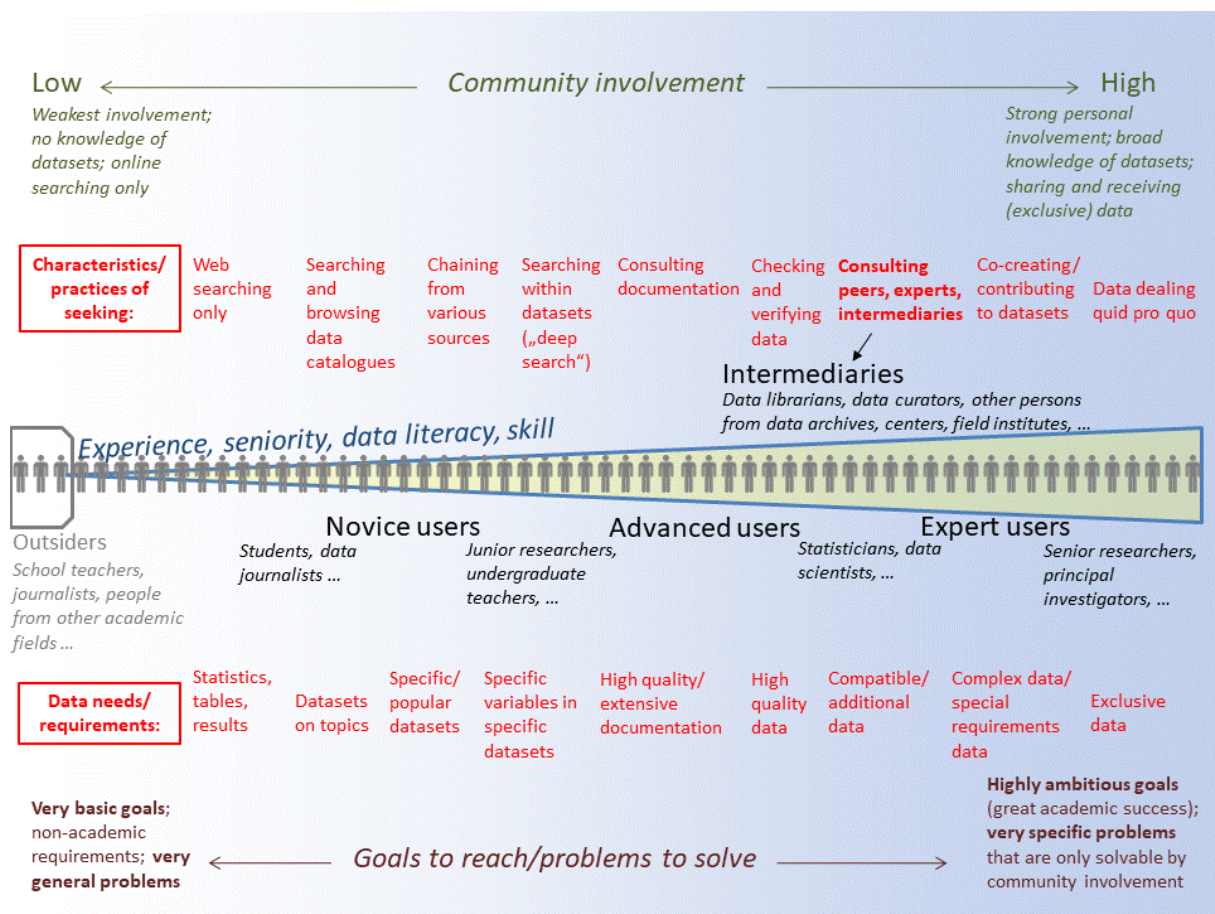 Low
Community involvement
High
Weakest involvement;
no knowledge of
datasets; online
searching only
Strong personal
involvement; broad
knowledge of datasets;
sharing and receiving
(exclusive) data
Characteristics/
practices of
seeking:
Web
searching
only
Searching
and
browsing
data
catalogues
Chaining
from
various
sources
Searching
within
datasets
(„deep
search“)
Consulting
documentation
Checking
and
verifying
data
Consulting
peers, experts,
intermediaries
Co-creating/
contributing
to datasets
Data dealing
quid pro quo
Intermediaries
Data librarians, data curators, other persons
from data archives, centers, field institutes, ...
Experience, seniority, data literacy, skill
Outsiders
School teachers,
journalists, people
from other academic
fields ...
Novice users
Students, data
journalists ...
Junior researchers,
undergraduate
teachers, ...
Advanced users
Statisticians, data
scientists, ...
Expert users
Senior researchers,
principal
investigators, ...
Data needs/
requirements:
Statistics,
tables,
results
Datasets
on topics
Specific/
popular
datasets
Specific
variables in
specific
datasets
High quality/
extensive
documentation
High
quality
data
Compatible/
additional
data
Complex data/
special
requirements
data
Exclusive
data
Very basic goals;
non-academic
requirements; very
general problems
Goals to reach/problems to solve
Highly ambitious goals
(great academic success);
very specific problems
that are only solvable by
community involvement